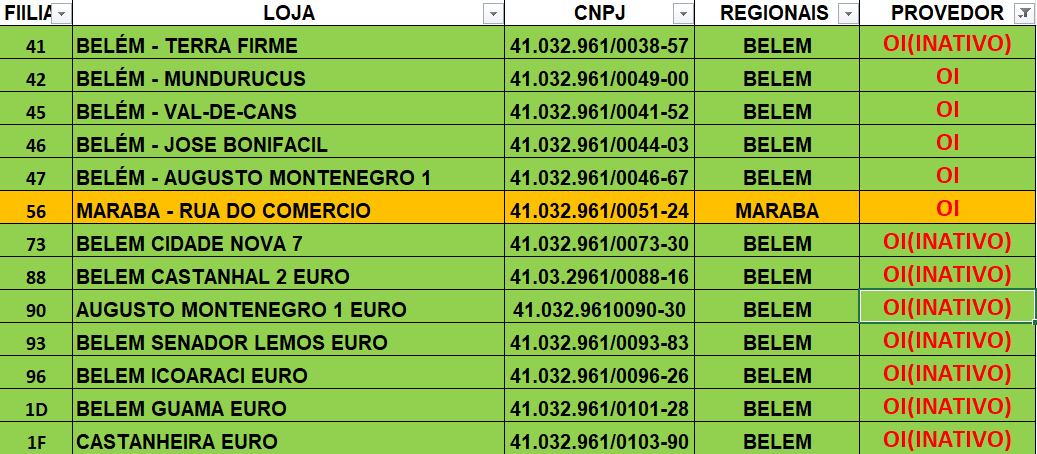 FIILIA LOJA CNPJ REGIONAIS PROVEDOR
41 BELÉM - TERRA FIRME 41.032.961/0038-57 BELEM OI(INATIVO)
42 BELÉM - MUNDURUCUS 41.032.961/0049-00 BELEM OI
45 BELÉM - VAL-DE-CANS 41.032.961/0041-52 BELEM OI
46 BELÉM - JOSE BONIFACIL 41.032.961/0044-03 BELEM OI
47 BELÉM - AUGUSTO MONTENEGRO 1 41.032.961/0046-67 BELEM OI
56 MARABA - RUA DO COMERCIO 41.032.961/0051-24 MARABA OI
73 BELEM CIDADE NOVA 7 41.032.961/0073-30 BELEM OI(INATIVO)
88 BELEM CASTANHAL 2 EURO 41.03.2961/0088-16 BELEM OI(INATIVO)
90 AUGUSTO MONTENEGRO 1 EURO 41.032.9610090-30 BELEM OI(INATIVO)
93 BELEM SENADOR LEMOS EURO 41.032.961/0093-83 BELEM OI(INATIVO)
96 BELEM ICOARACI EURO 41.032.961/0096-26 BELEM OI(INATIVO)
1D BELEM GUAMA EURO 41.032.961/0101-28 BELEM OI(INATIVO)
1F CASTANHEIRA EURO 41.032.961/0103-90 BELEM OI(INATIVO)